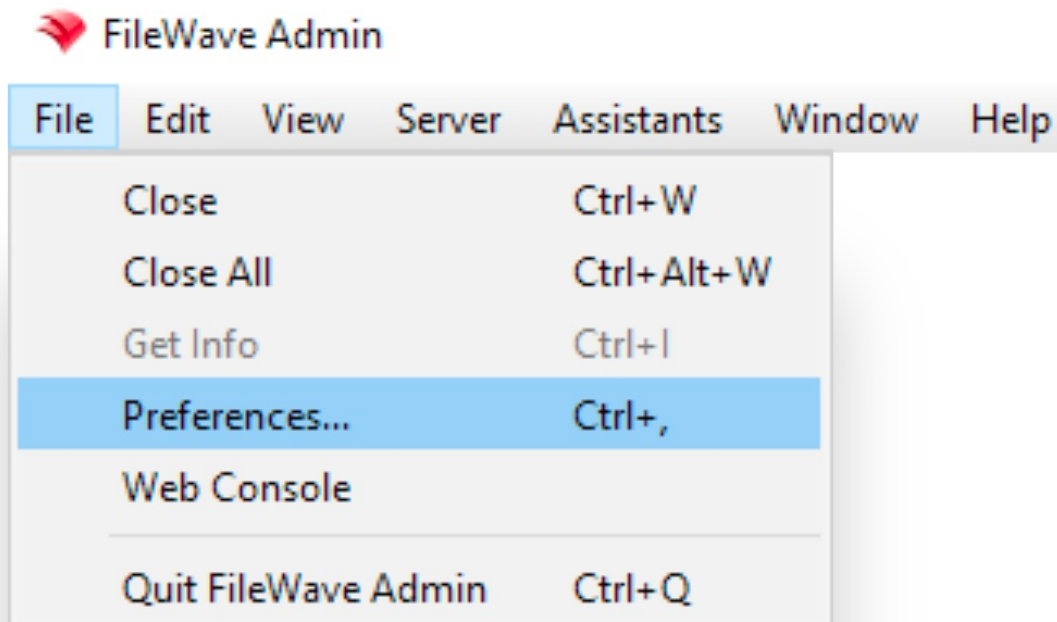 FileWave Admin
File Edit View Server Assistants Window Help
Close Ctrl+W
Close All Ctrl+Alt+W
Get Info Ctrl+I
Preferences... Ctrl+,
Web Console
Quit FileWave Admin Ctrl+Q